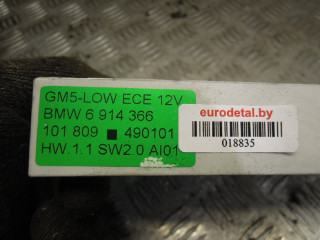 GM5-LOW ECE 12V
BMW 6 914 366
101 809 ■ 490101
HW.1.1 SW2.0 AI01
eurodetal.by
018835